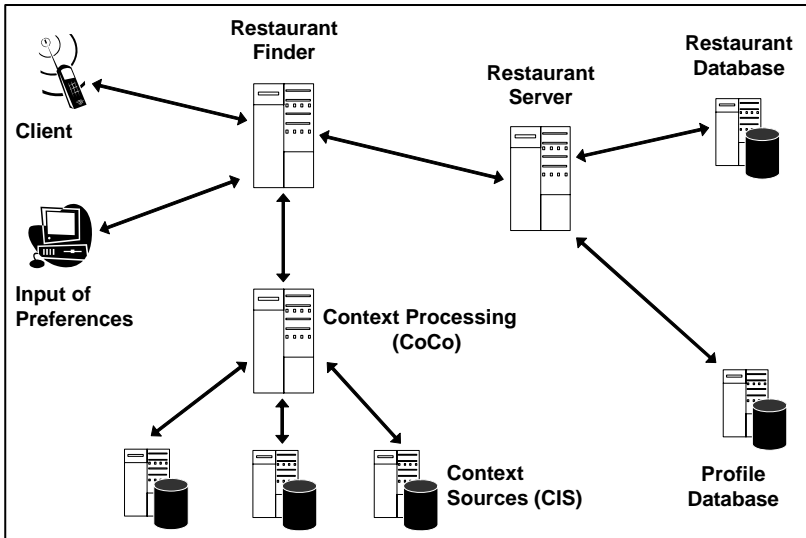 Restaurant
Finder
Restaurant
Server
Restaurant
Database
Client
Input of
Preferences
Context Processing
(CoCo)
Context
Sources (CIS)
Profile
Database